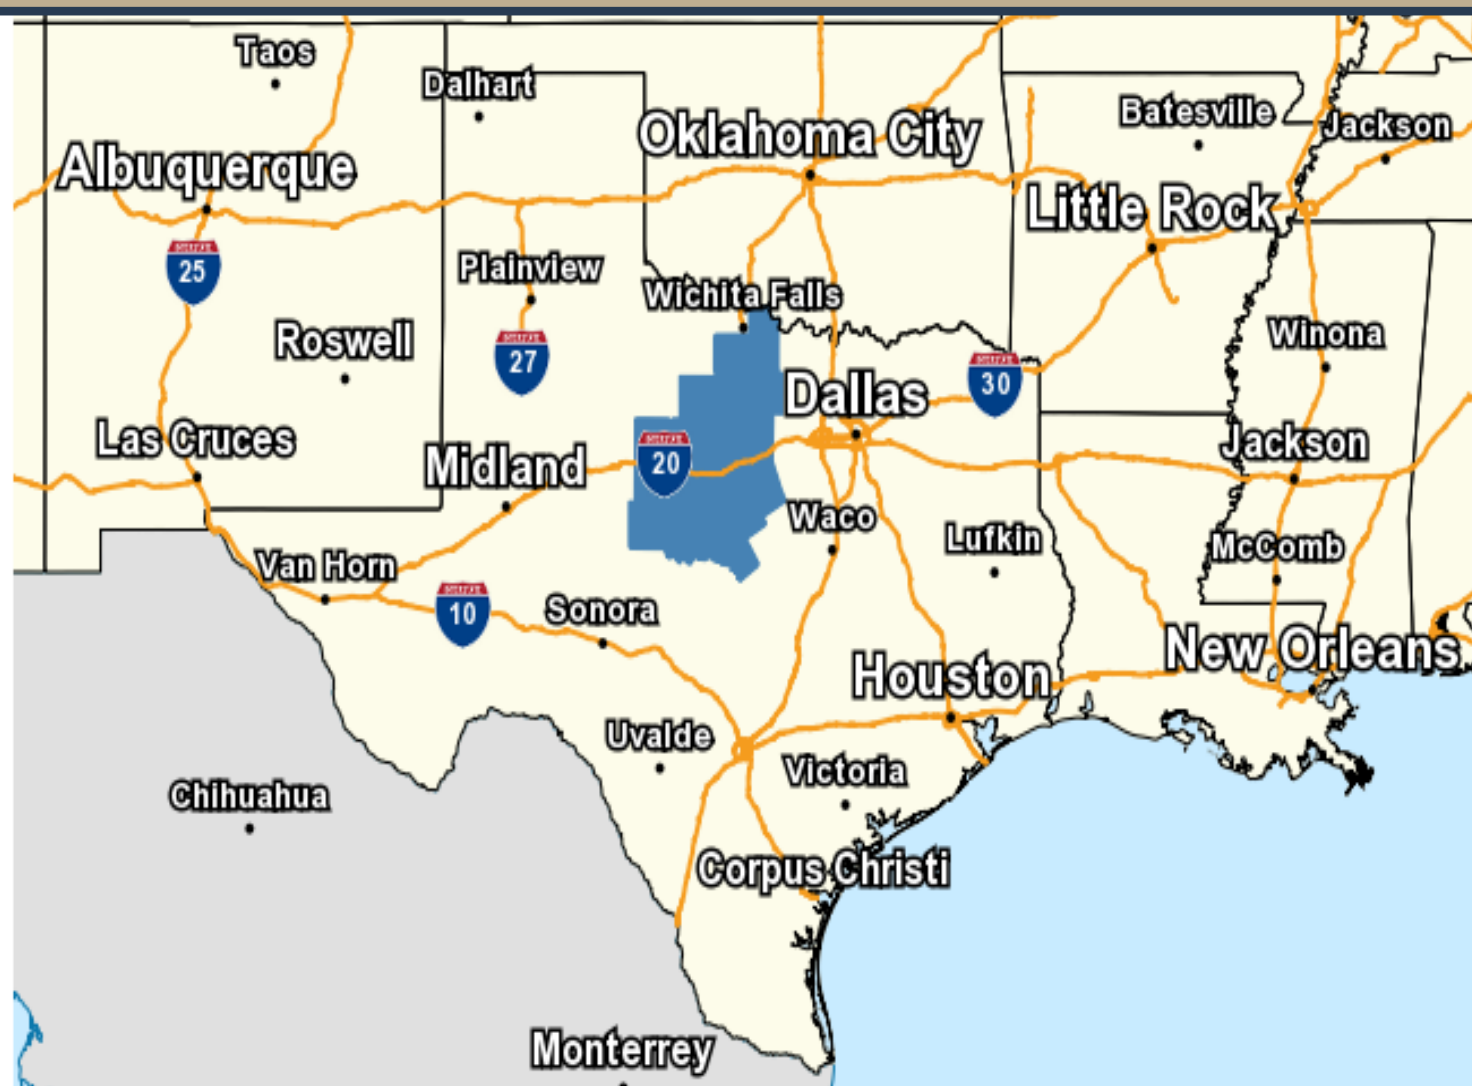 Taos
Dalhart
Batesville
Jackson
Oklahoma City
Albuquerque
Little Rock
25
Plainview
Wichita Falls
Roswell
27
Winona
30
Dallas
Las Cruces
Jackson
Midland
20
Waco
Lufkin
McComb
Van Horn
10
Sonora
New Orleans
Houston
Uvalde
Victoria
Chihuahua
Corpus Christi
Monterrey